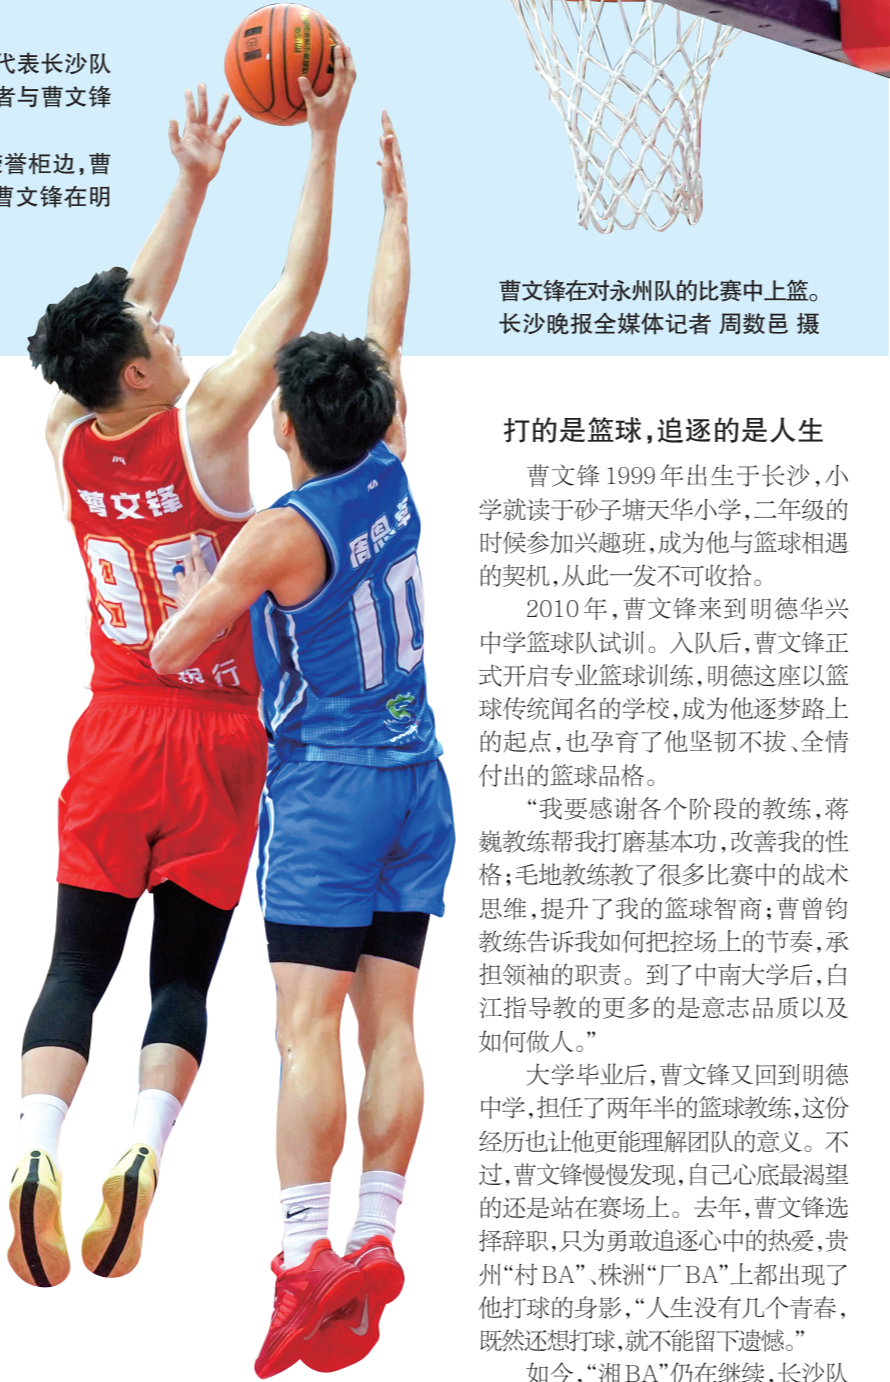 代表长沙队
者与曹文锋
誉柜边,曹
曹文锋在明
曹文锋在对永州队的比赛中上篮。
长沙晚报全媒体记者 周数邑 摄
曹文锋
99
银行
周恩
10
打的是篮球,追逐的是人生
曹文锋1999年出生于长沙,小
学就读于砂子塘天华小学,二年级的
时候参加兴趣班,成为他与篮球相遇
的契机,从此一发不可收拾。
2010年,曹文锋来到明德华兴
中学篮球队试训。入队后,曹文锋正
式开启专业篮球训练,明德这座以篮
球传统闻名的学校,成为他逐梦路上
的起点,也孕育了他坚韧不拔、全情
付出的篮球品格。
“我要感谢各个阶段的教练,蒋
巍教练帮我打磨基本功,改善我的性
格;毛地教练教了很多比赛中的战术
思维,提升了我的篮球智商;曹曾钧
教练告诉我如何把控场上的节奏,承
担领袖的职责。到了中南大学后,白
江指导教的更多的是意志品质以及
如何做人。”
大学毕业后,曹文锋又回到明德
中学,担任了两年半的篮球教练,这份
经历也让他更能理解团队的意义。不
过,曹文锋慢慢发现,自己心底最渴望
的还是站在赛场上。去年,曹文锋选
择辞职,只为勇敢追逐心中的热爱,贵
州“村BA”、株洲“厂BA”上都出现了
他打球的身影,“人生没有几个青春,
既然还想打球,就不能留下遗憾。”
如今,“湘BA”仍在继续,长沙队